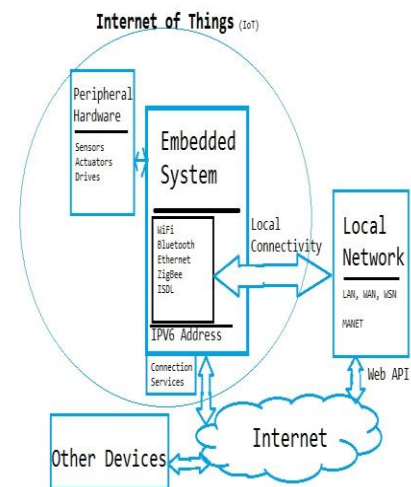 Internet of Things (IoT)
Peripheral
Hardware
Sensors
Actuators
Drives
Embedded
System
WiFi
Bluetooth
Ethernet
ZigBee
ISDL
IPV6 Address
Connection
Services
Local
Connectivity
Local
Network
LAN, WAN, WSN
MANET
Web API
Internet
Other Devices